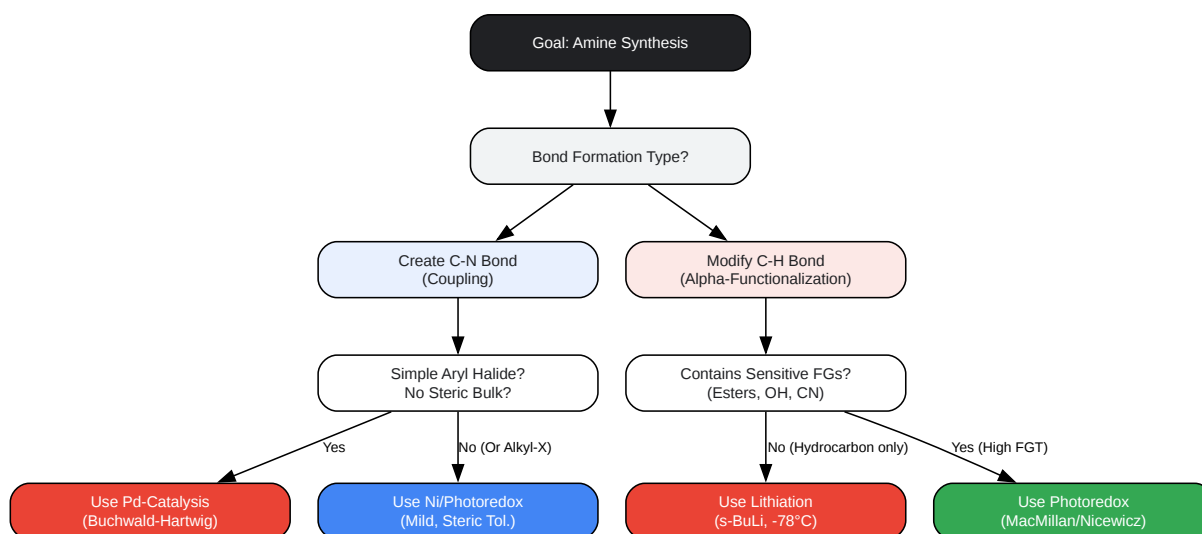 Goal: Amine Synthesis
Bond Formation Type?
Create C-N Bond
(Coupling)
Modify C-H Bond
(Alpha-Functionalization)
Simple Aryl Halide?
No Steric Bulk?
Contains Sensitive FGs?
(Esters, OH, CN)
Yes
No (Or Alkyl-X)
No (Hydrocarbon only)
Yes (High FGT)
Use Pd-Catalysis
(Buchwald-Hartwig)
Use Ni/Photoredox
(Mild, Steric Tol.)
Use Lithiation
(s-BuLi, -78°C)
Use Photoredox
(MacMillan/Nicewicz)